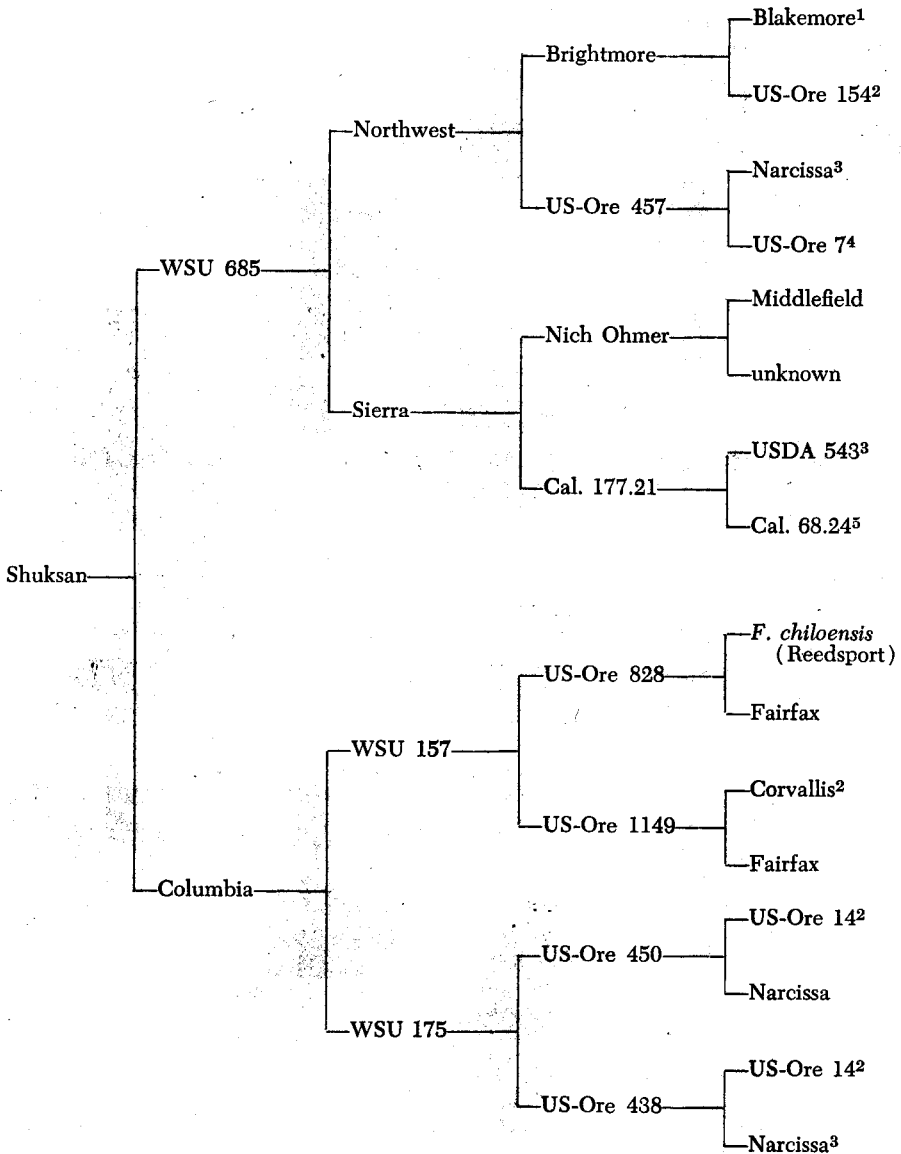 Blakemore¹
Brightmore
US-Ore 154²
Northwest
Narcissa³
US-Ore 457
US-Ore 7⁴
WSU 685
Middlefield
Nich Ohmer
unknown
Sierra
USDA 543³
Cal. 177.21
Cal. 68.24⁵
Shuksan
F. chiloensis
(Reedsport)
US-Ore 828
Fairfax
WSU 157
Corvallis²
US-Ore 1149
Fairfax
Columbia
US-Ore 14²
US-Ore 450
Narcissa
WSU 175
US-Ore 14²
US-Ore 438
Narcissa³